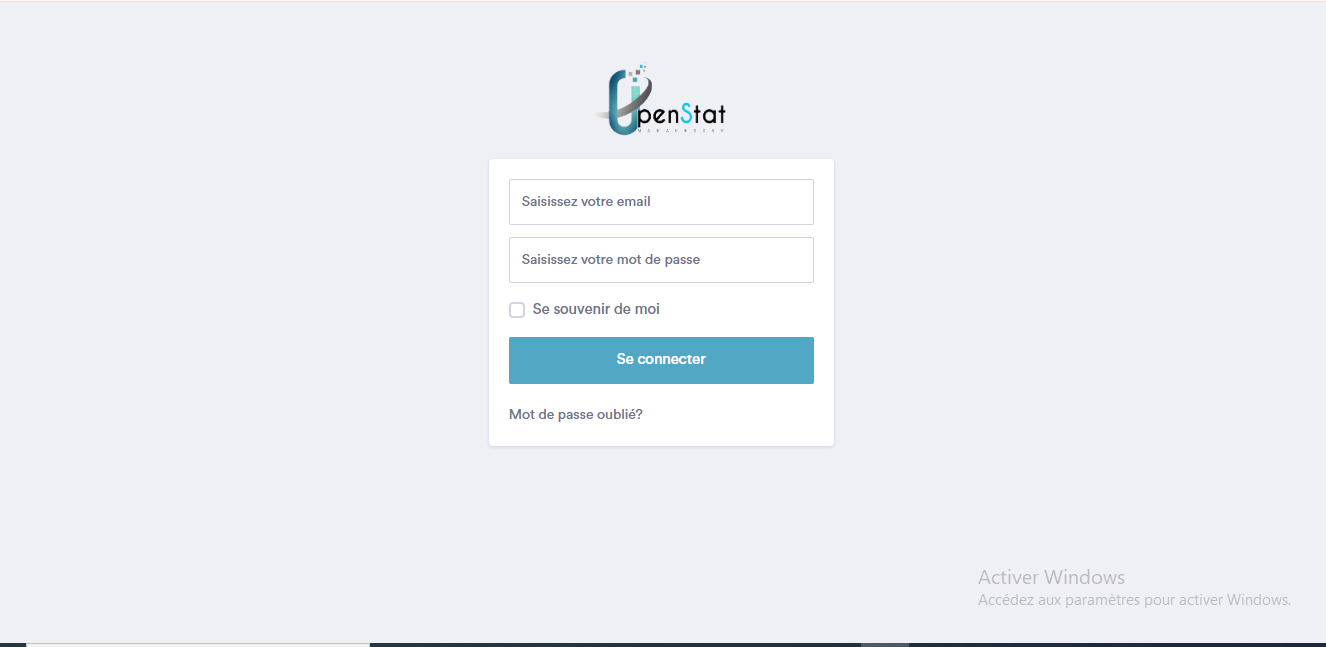 OpenStat
MADAGASCAR
Saisissez votre email
Saisissez votre mot de passe
Se souvenir de moi
Se connecter
Mot de passe oublié?
Activer Windows
Accédez aux paramètres pour activer Windows.